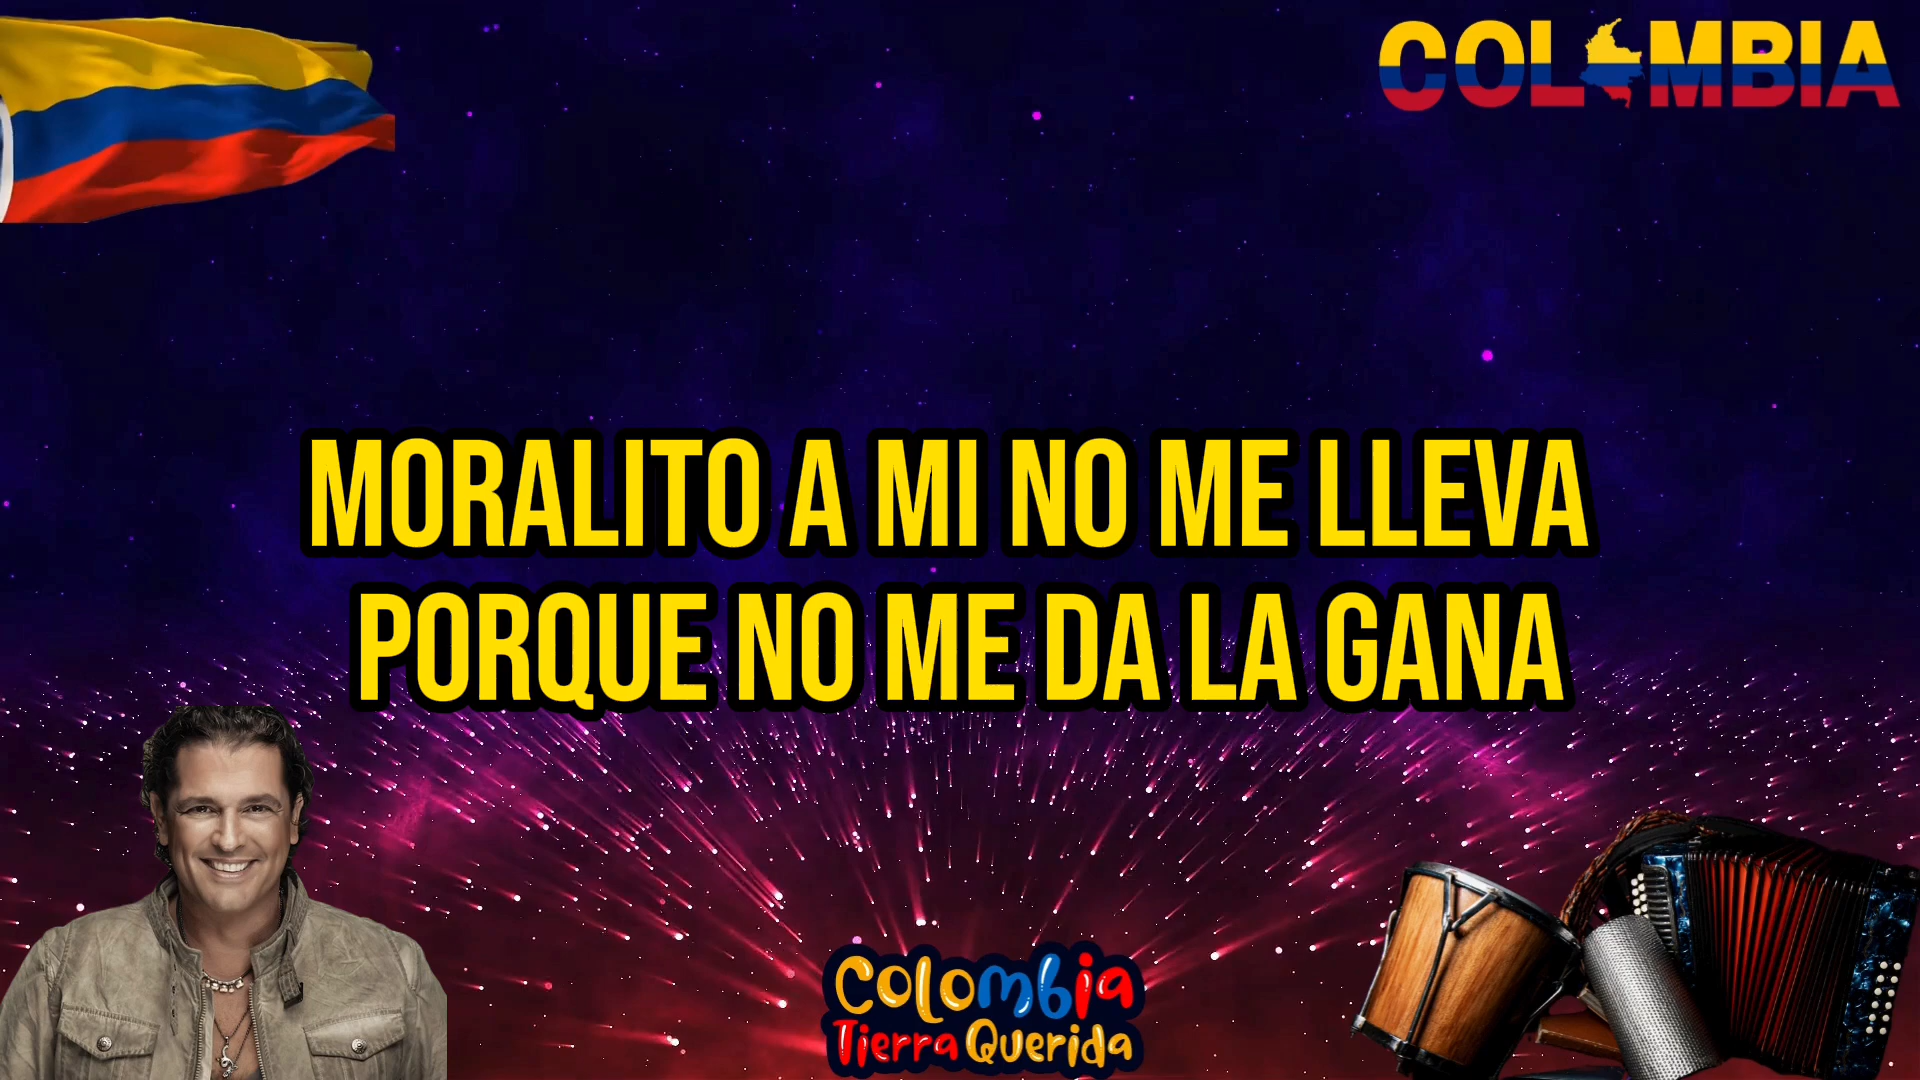 COLOMBIA
MORALITO A MI NO ME LLEVA
PORQUE NO ME DA LA GANA
Colombia
Tierra Querida